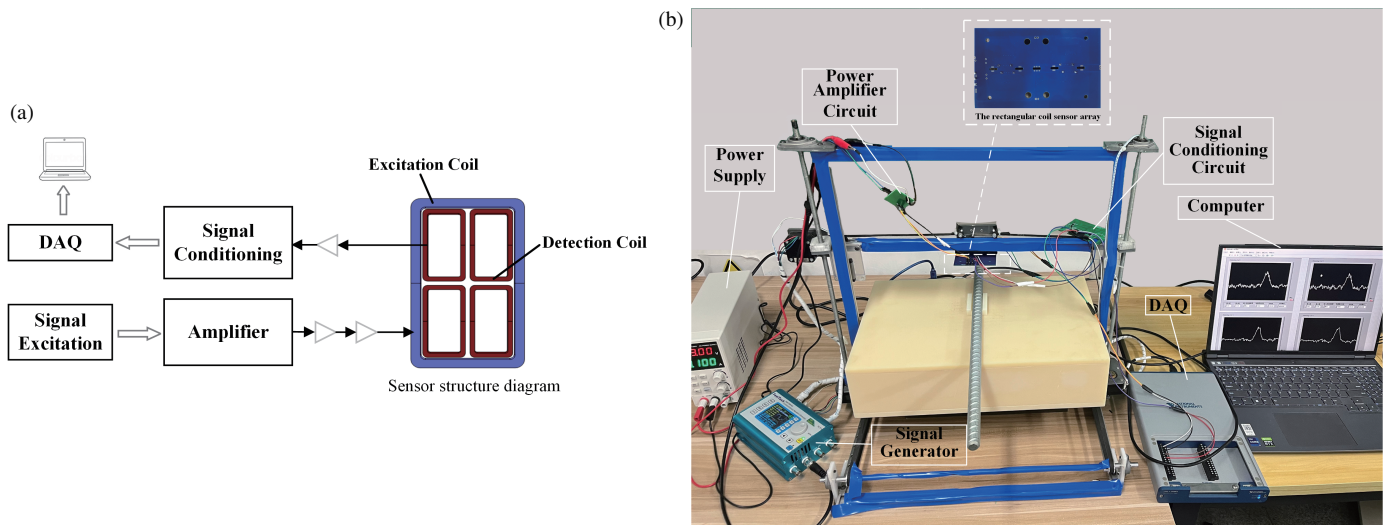 (a)
Excitation Coil
Detection Coil
DAQ
Signal
Conditioning
Signal
Excitation
Amplifier
Sensor structure diagram
(b)
The rectangular coil sensor array
Power
Amplifier
Circuit
Power
Supply
Signal
Conditioning
Circuit
Computer
DAQ
Signal
Generator